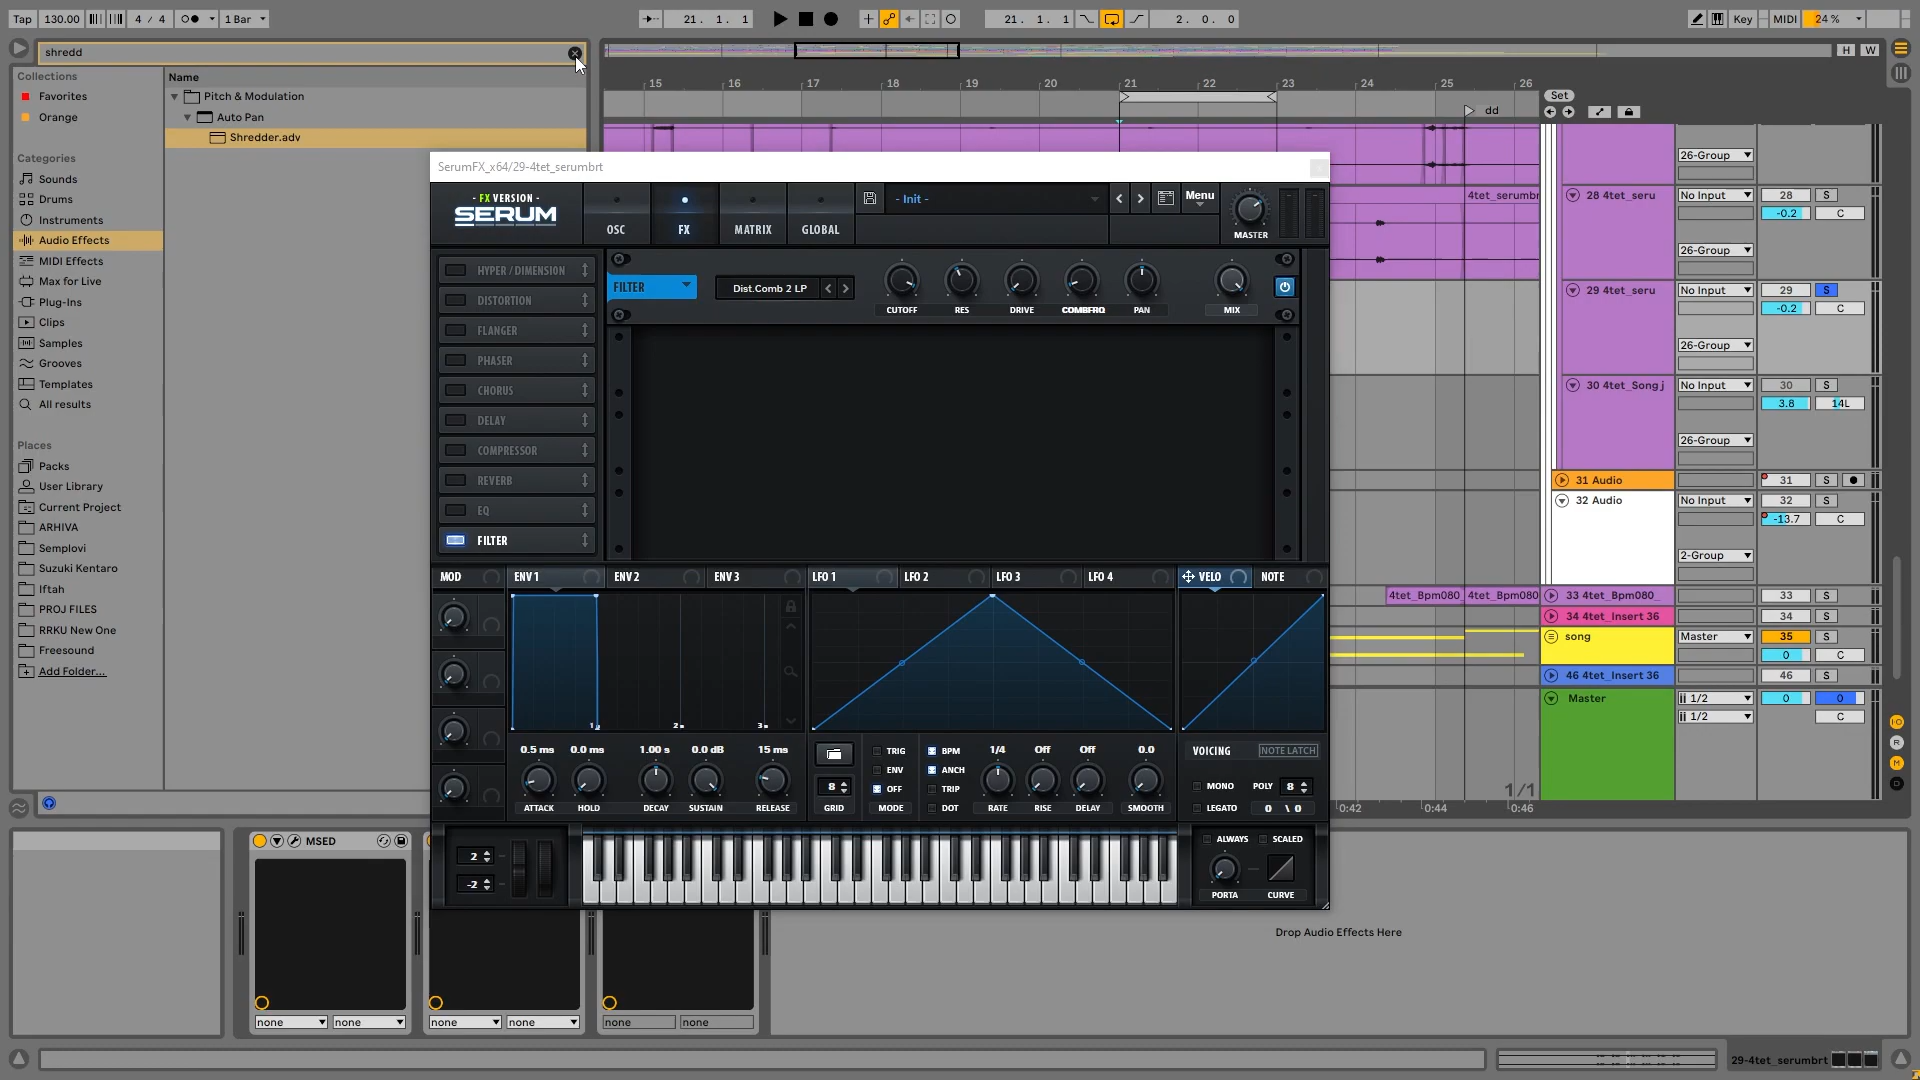 Tap 130.00 4 / 4 1 Bar 21. 1. 1 21. 1. 1 2. 0. 0 Key MIDI 24 %
shredd
H W
Collections
Favorites
Orange
Categories
Sounds
Drums
Instruments
Audio Effects
MIDI Effects
Max for Live
Plug-Ins
Clips
Samples
Grooves
Templates
All results
Places
Packs
User Library
Current Project
ARHIVA
Semplovi
Suzuki Kentaro
Iftah
PROJ FILES
RRKU New One
Freesound
Add Folder...
Name
Pitch & Modulation
Auto Pan
Shredder.adv
15 16 17 18 19 20 21 22 23 24 25 26
Set
dd
SerumFX_x64/29-4tet_serumbrt
- FX VERSION -
SERUM
OSC FX MATRIX GLOBAL
- Init -
Menu
MASTER
HYPER / DIMENSION
DISTORTION
FLANGER
PHASER
CHORUS
DELAY
COMPRESSOR
REVERB
EQ
FILTER
FILTER Dist.Comb 2 LP
CUTOFF RES DRIVE COMBFRQ PAN MIX
MOD ENV 1 ENV 2 ENV 3 LFO 1 LFO 2 LFO 3 LFO 4 VELO NOTE
1 2 3
0.5 ms 0.0 ms 1.00 s 0.0 dB 15 ms
ATTACK HOLD DECAY SUSTAIN RELEASE
8
GRID
TRIG
ENV
OFF
MODE
BPM
ANCH
TRIP
DOT
1/4 Off Off 0.0
RATE RISE DELAY SMOOTH
VOICING NOTE LATCH
MONO POLY 8
LEGATO 0 \ 0
2
-2
ALWAYS SCALED
PORTA CURVE
26-Group
4tet_serumbr 28 4tet_seru No Input 28 S
-0.2 C
26-Group
29 4tet_seru No Input 29 S
-0.2 C
26-Group
30 4tet_Song j No Input 30 S
3.8 14L
26-Group
31 Audio 31 S
32 Audio No Input 32 S
-13.7 C
2-Group
4tet_Bpm080 4tet_Bpm080 33 4tet_Bpm080_ 33 S
34 4tet_Insert 36 34 S
song Master 35 S
0 C
46 4tet_Insert 36 46 S
Master 1/2 0 0
1/2 C
1/1
0:42 0:44 0:46
MSED
none none none none none none
Drop Audio Effects Here
29-4tet_serumbrt